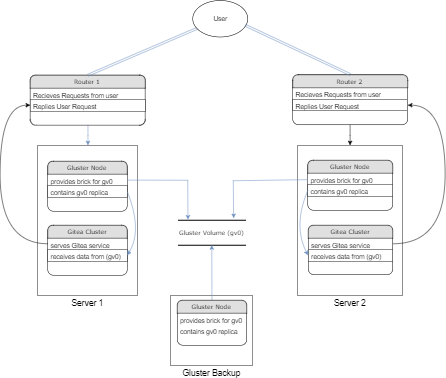 User
Router 1
Recieves Requests from user
Replies User Request
Router 2
Recieves Requests from user
Replies User Request
Gluster Node
provides brick for gv0
contains gv0 replica
Gitea Cluster
serves Gitea service
receives data from (gv0)
Server 1
Gluster Volume (gv0)
Gluster Node
provides brick for gv0
contains gv0 replica
Gitea Cluster
serves Gitea service
receives data from (gv0)
Server 2
Gluster Node
provides brick for gv0
contains gv0 replica
Gluster Backup